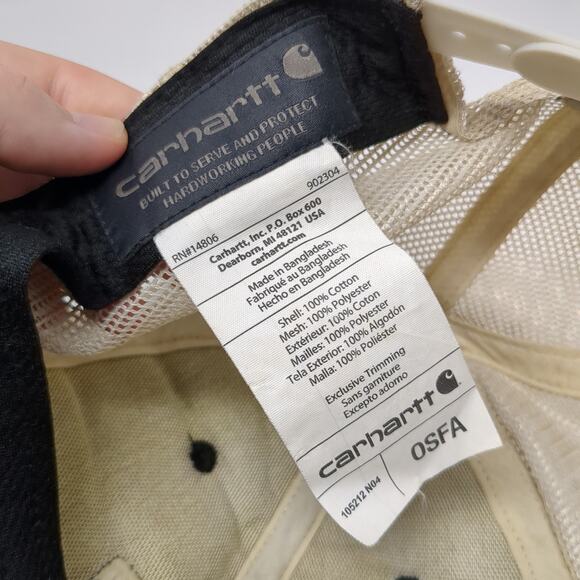 carhartt
BUILT TO SERVE AND PROTECT
HARDWORKING PEOPLE
RN#14806
902304
Carhartt, Inc. P.O. Box 600
Dearborn, MI 48121 USA
carhartt.com
Made in Bangladesh
Fabriqué au Bangladesh
Hecho en Bangladesh
Shell: 100% Cotton
Mesh: 100% Polyester
Extérieur: 100% Coton
Mailles: 100% Polyester
Tela Exterior: 100% Algodón
Malla: 100% Poliéster
Exclusive Trimming
Sans garniture
Excepto adorno
carhartt
105212 N04
OSFA